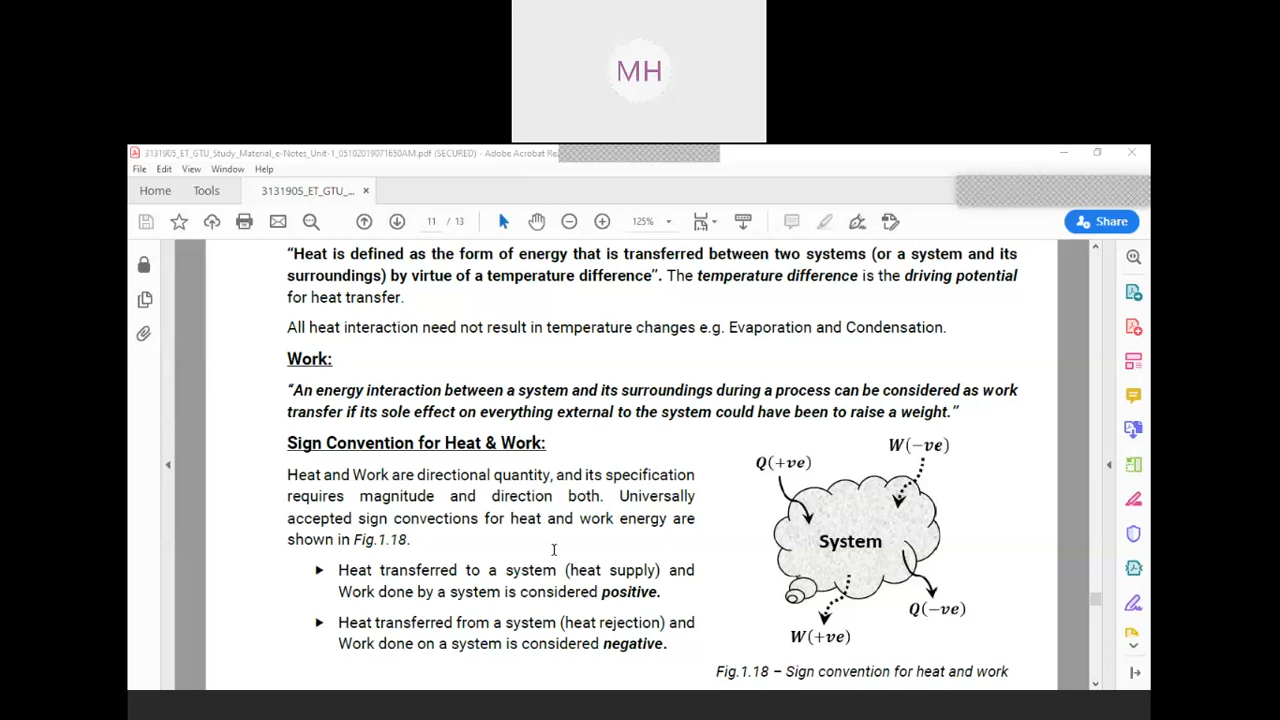 MH
3131905_ET_GTU_Study_Material_e-Notes_Unit-1_05102019071650AM.pdf (SECURED) - Adobe Acrobat Re
File Edit View Window Help
Home Tools 3131905_ET_GTU_... ×
11 / 13 125% Share
“Heat is defined as the form of energy that is transferred between two systems (or a system and its
surroundings) by virtue of a temperature difference”. The temperature difference is the driving potential
for heat transfer.
All heat interaction need not result in temperature changes e.g. Evaporation and Condensation.
Work:
“An energy interaction between a system and its surroundings during a process can be considered as work
transfer if its sole effect on everything external to the system could have been to raise a weight.”
Sign Convention for Heat & Work:
Heat and Work are directional quantity, and its specification
requires magnitude and direction both. Universally
accepted sign convections for heat and work energy are
shown in Fig.1.18.
► Heat transferred to a system (heat supply) and
Work done by a system is considered positive.
► Heat transferred from a system (heat rejection) and
Work done on a system is considered negative.
W(−ve)
Q(+ve)
System
Q(−ve)
W(+ve)
Fig.1.18 – Sign convention for heat and work